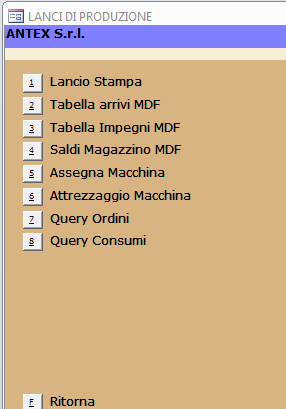 LANCI DI PRODUZIONE
ANTEX S.r.l.
1 Lancio Stampa
2 Tabella arrivi MDF
3 Tabella Impegni MDF
4 Saldi Magazzino MDF
5 Assegna Macchina
6 Attrezzaggio Macchina
7 Query Ordini
8 Query Consumi
F Ritorna